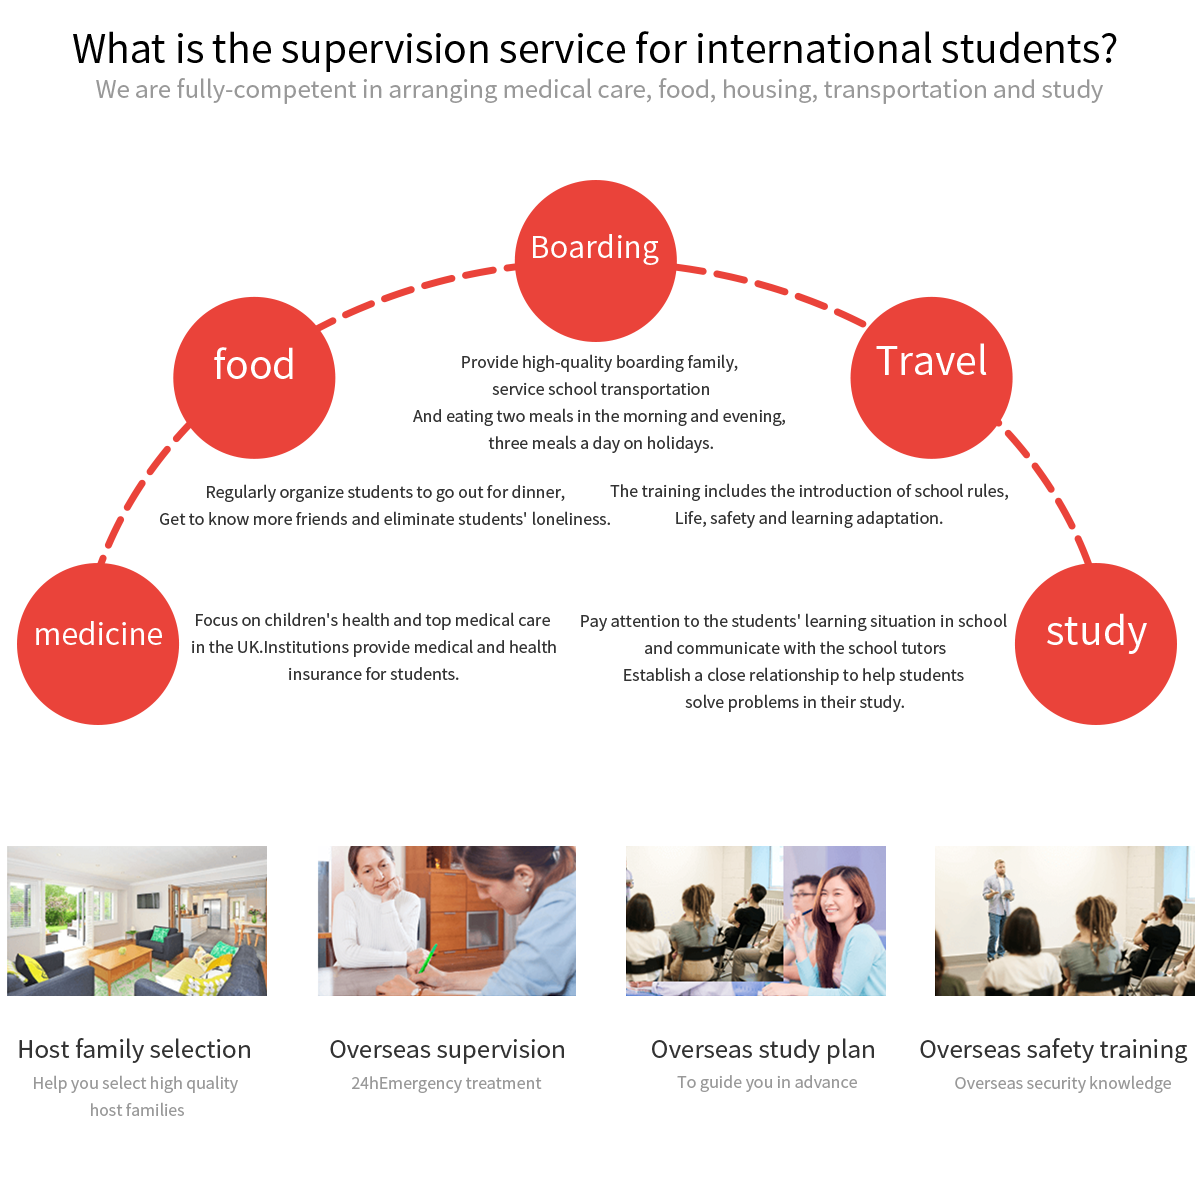 What is the supervision service for international students?
We are fully-competent in arranging medical care, food, housing, transportation and study
Boarding
Provide high-quality boarding family,
service school transportation
And eating two meals in the morning and evening,
three meals a day on holidays.
food
Regularly organize students to go out for dinner,
Get to know more friends and eliminate students' loneliness.
Travel
The training includes the introduction of school rules,
Life, safety and learning adaptation.
medicine
Focus on children's health and top medical care
in the UK.Institutions provide medical and health
insurance for students.
study
Pay attention to the students' learning situation in school
and communicate with the school tutors
Establish a close relationship to help students
solve problems in their study.
Host family selection
Help you select high quality
host families
Overseas supervision
24hEmergency treatment
Overseas study plan
To guide you in advance
Overseas safety training
Overseas security knowledge